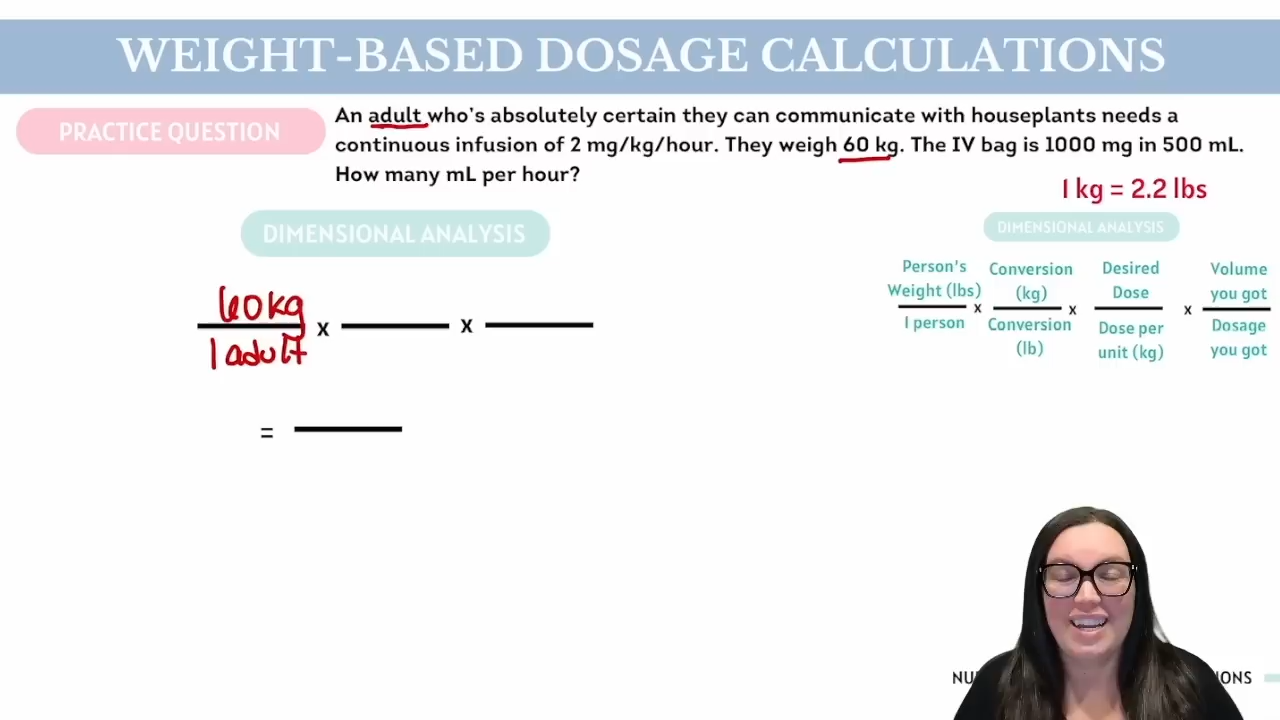 WEIGHT-BASED DOSAGE CALCULATIONS
PRACTICE QUESTION
An adult who's absolutely certain they can communicate with houseplants needs a
continuous infusion of 2 mg/kg/hour. They weigh 60 kg. The IV bag is 1000 mg in 500 mL.
How many mL per hour?
1 kg = 2.2 lbs
DIMENSIONAL ANALYSIS
60kg
x
x
1 adult
=
DIMENSIONAL ANALYSIS
Person's Conversion Desired Volume
Weight (lbs) (kg) Dose you got
x x x
1 person Conversion Dose per Dosage
(lb) unit (kg) you got